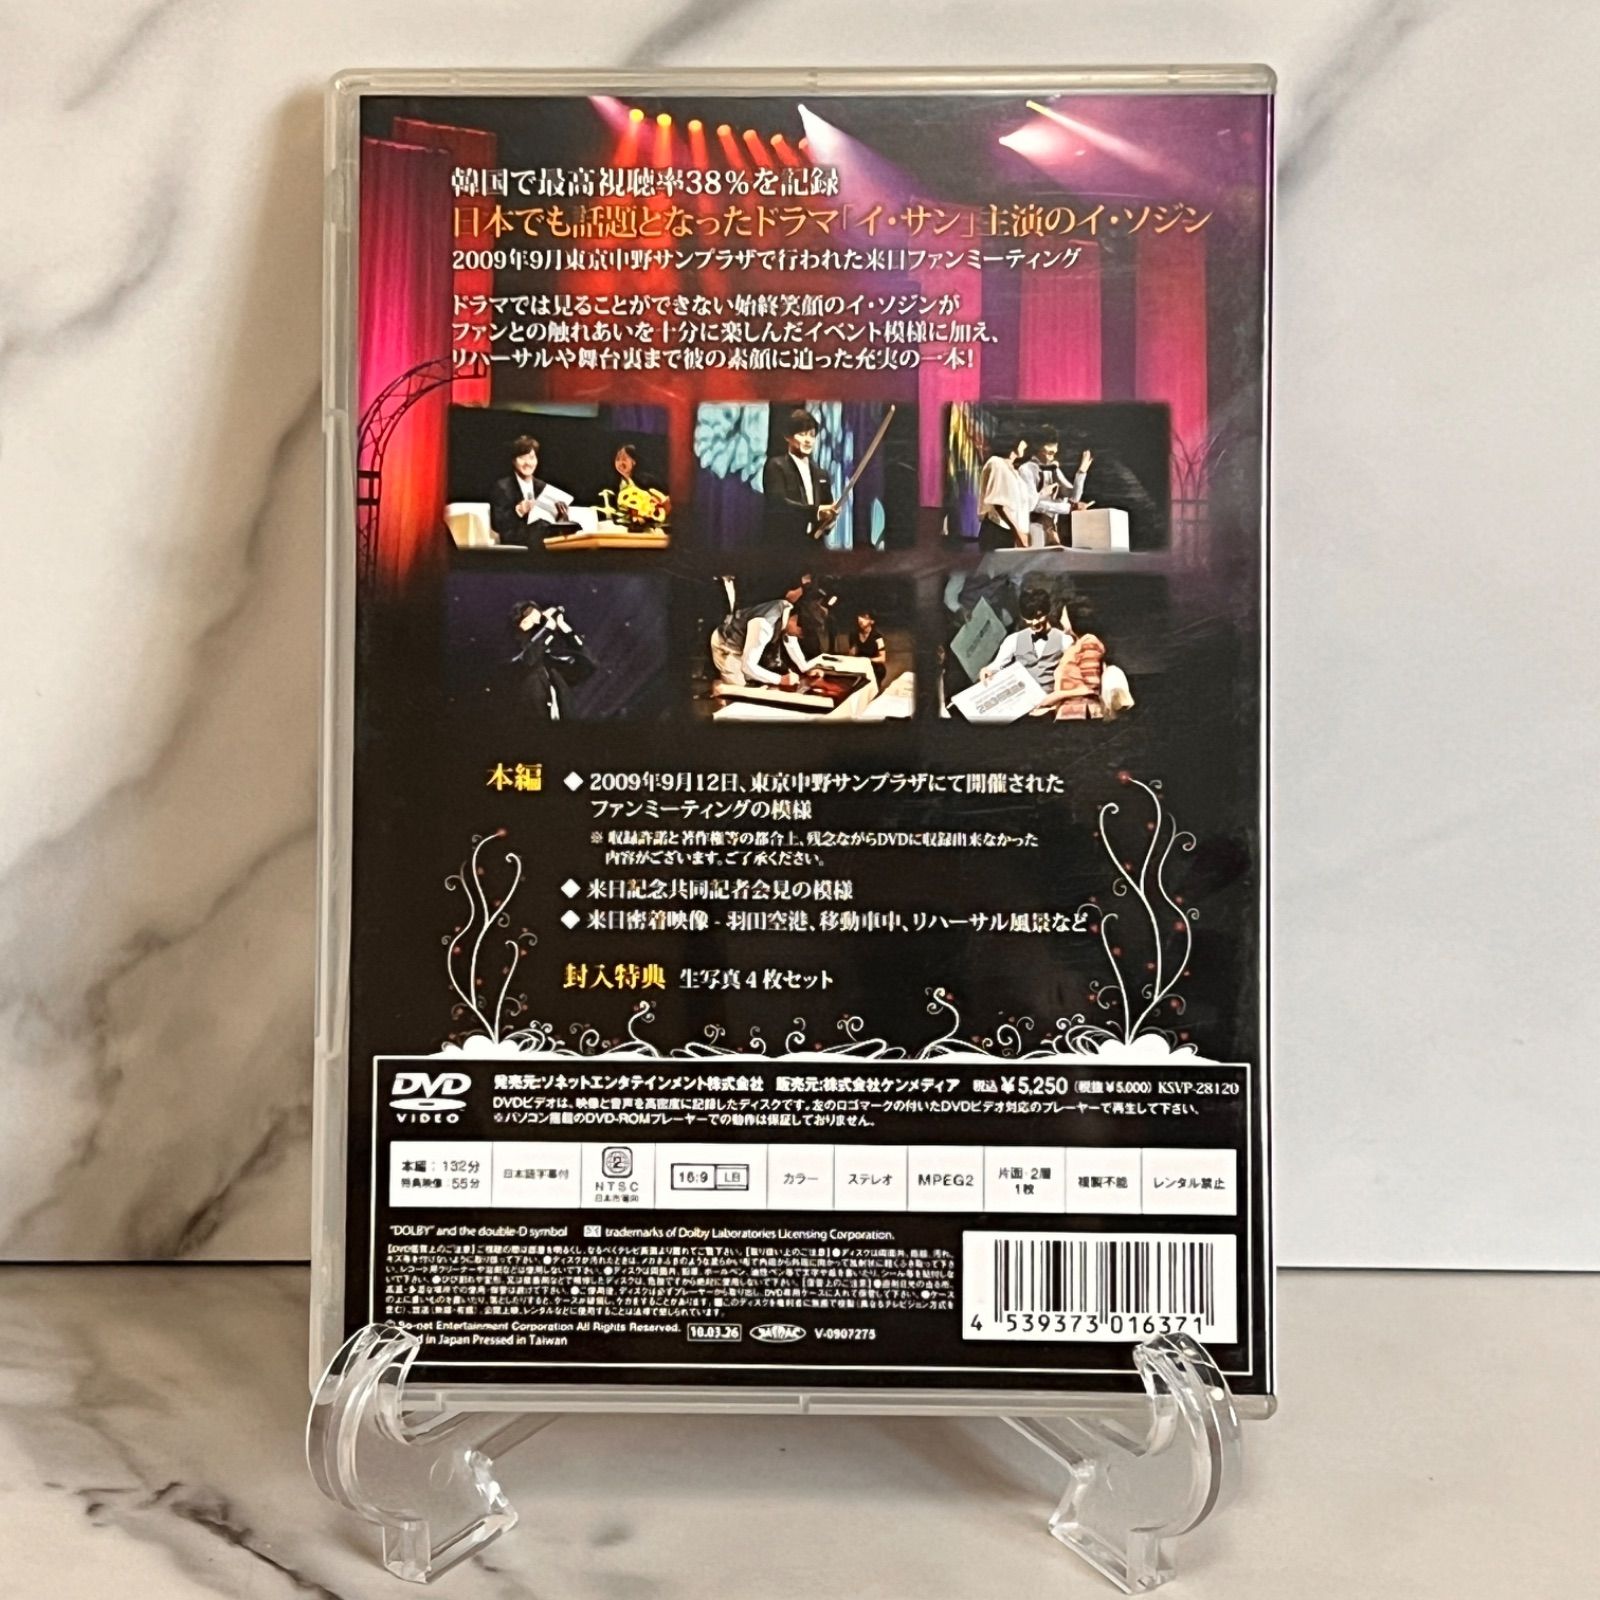 韓国で最高視聴率38%を記録
日本でも話題となったドラマ「イ・サン」主演のイ・ソジン
2009年9月東京中野サンプラザで行われた来日ファンミーティング
ドラマでは見ることができない始終笑顔のイ・ソジンが
ファンとの触れあいを十分に楽しんだイベント模様に加え、
リハーサルや舞台裏まで彼の素顔に迫った充実の一本!
本編 ◆ 2009年9月12日、東京中野サンプラザにて開催された
ファンミーティングの模様
※ 収録許諾と著作権等の都合上、残念ながらDVDに収録出来なかった
内容がございます。ご了承ください。
◆ 来日記念共同記者会見の模様
◆ 来日密着映像 - 羽田空港、移動車中、リハーサル風景など
封入特典 生写真4枚セット
DVD VIDEO
発売元:ソネットエンタテインメント株式会社 販売元:株式会社ケンメディア 税込¥5,250(税抜¥5,000) KSVP-28120
DVDビデオは、映像と音声を高密度に記録したディスクです。左のロゴマークの付いたDVDビデオ対応のプレーヤーで再生して下さい。
※パソコン搭載のDVD-ROMプレーヤーでの動作は保証しておりません。
本編:132分
特典映像:55分
日本語字幕付
2
NTSC
日本市場向
16:9 LB
カラー
ステレオ
MPEG2
片面・2層
1枚
複製不能
レンタル禁止
"DOLBY" and the double-D symbol trademarks of Dolby Laboratories Licensing Corporation.
So-net Entertainment Corporation All Rights Reserved. 10.03.26 V-0907275
in Japan Pressed in Taiwan
4 539373 016371